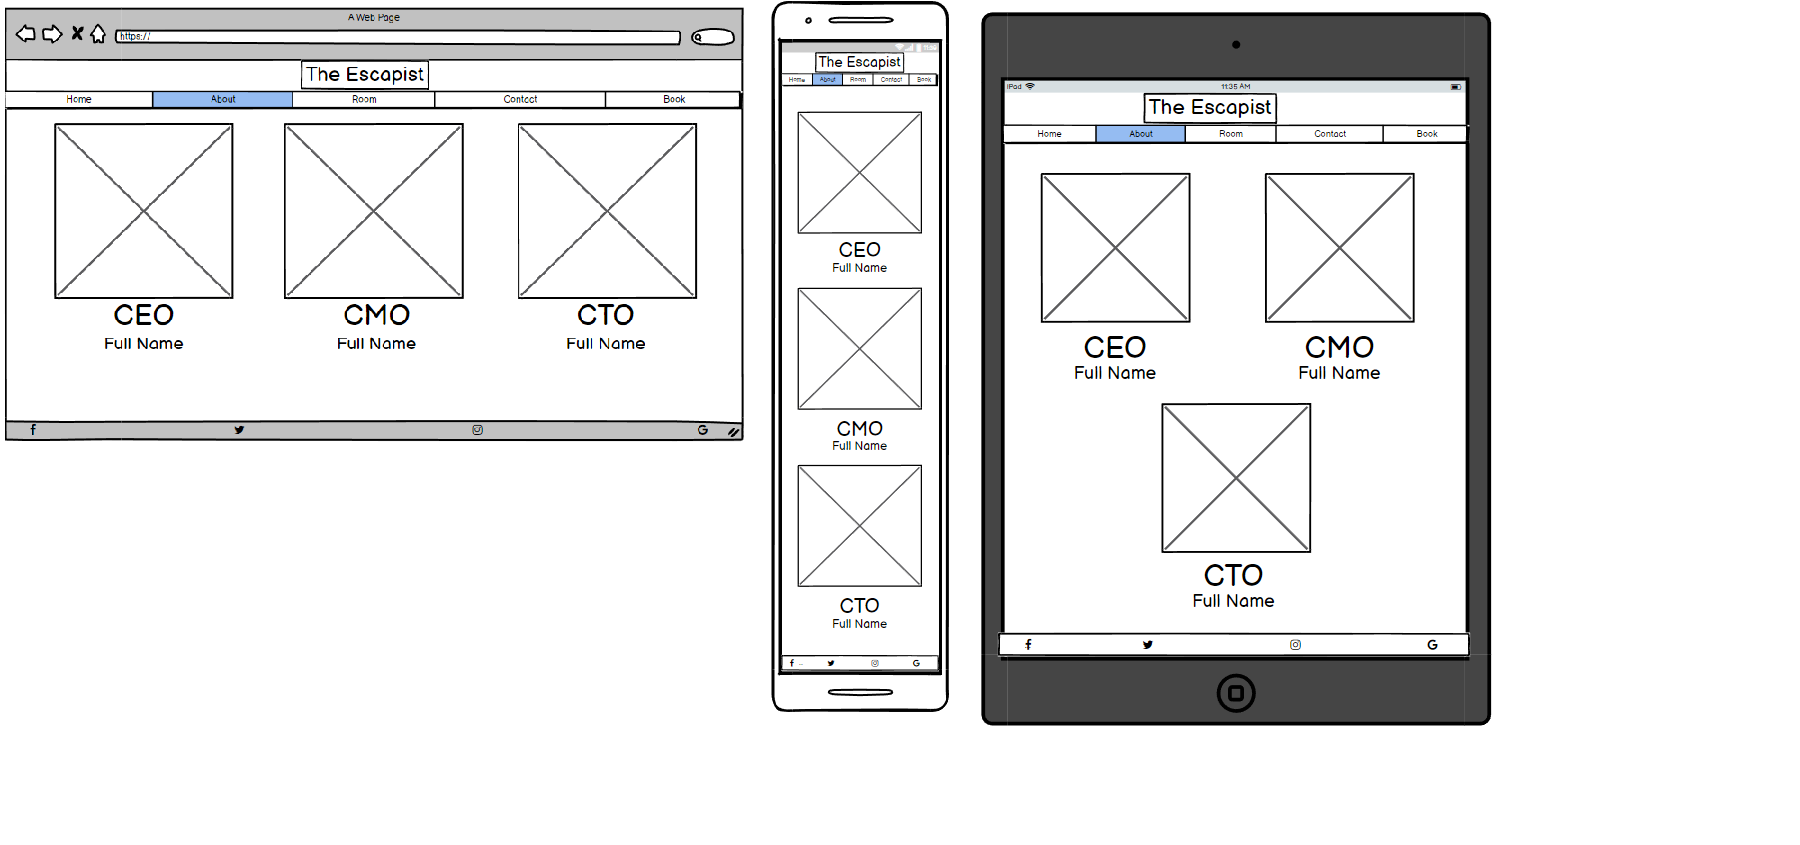 A Web Page
https://
The Escapist
Home About Room Contact Book
CEO CMO CTO
Full Name Full Name Full Name
11:39
The Escapist
Home About Room Contact Book
CEO
Full Name
CMO
Full Name
CTO
Full Name
iPad 11:35 AM
The Escapist
Home About Room Contact Book
CEO CMO
Full Name Full Name
CTO
Full Name